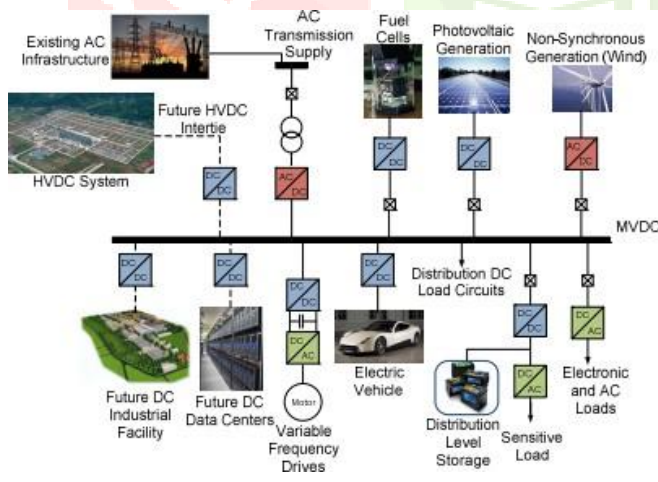 Existing AC
Infrastructure
AC
Transmission
Supply
Fuel
Cells
Photovoltaic
Generation
Non-Synchronous
Generation (Wind)
Future HVDC
Intertie
HVDC System
DC
DC
AC
DC
DC
DC
DC
DC
AC
DC
MVDC
DC
DC
DC
DC
DC
DC
DC
DC
Distribution DC
Load Circuits
DC
DC
DC
AC
DC
AC
DC
AC
Motor
Future DC
Industrial
Facility
Future DC
Data Centers
Variable
Frequency
Drives
Electric
Vehicle
Distribution
Level
Storage
Sensitive
Load
Electronic
and AC
Loads